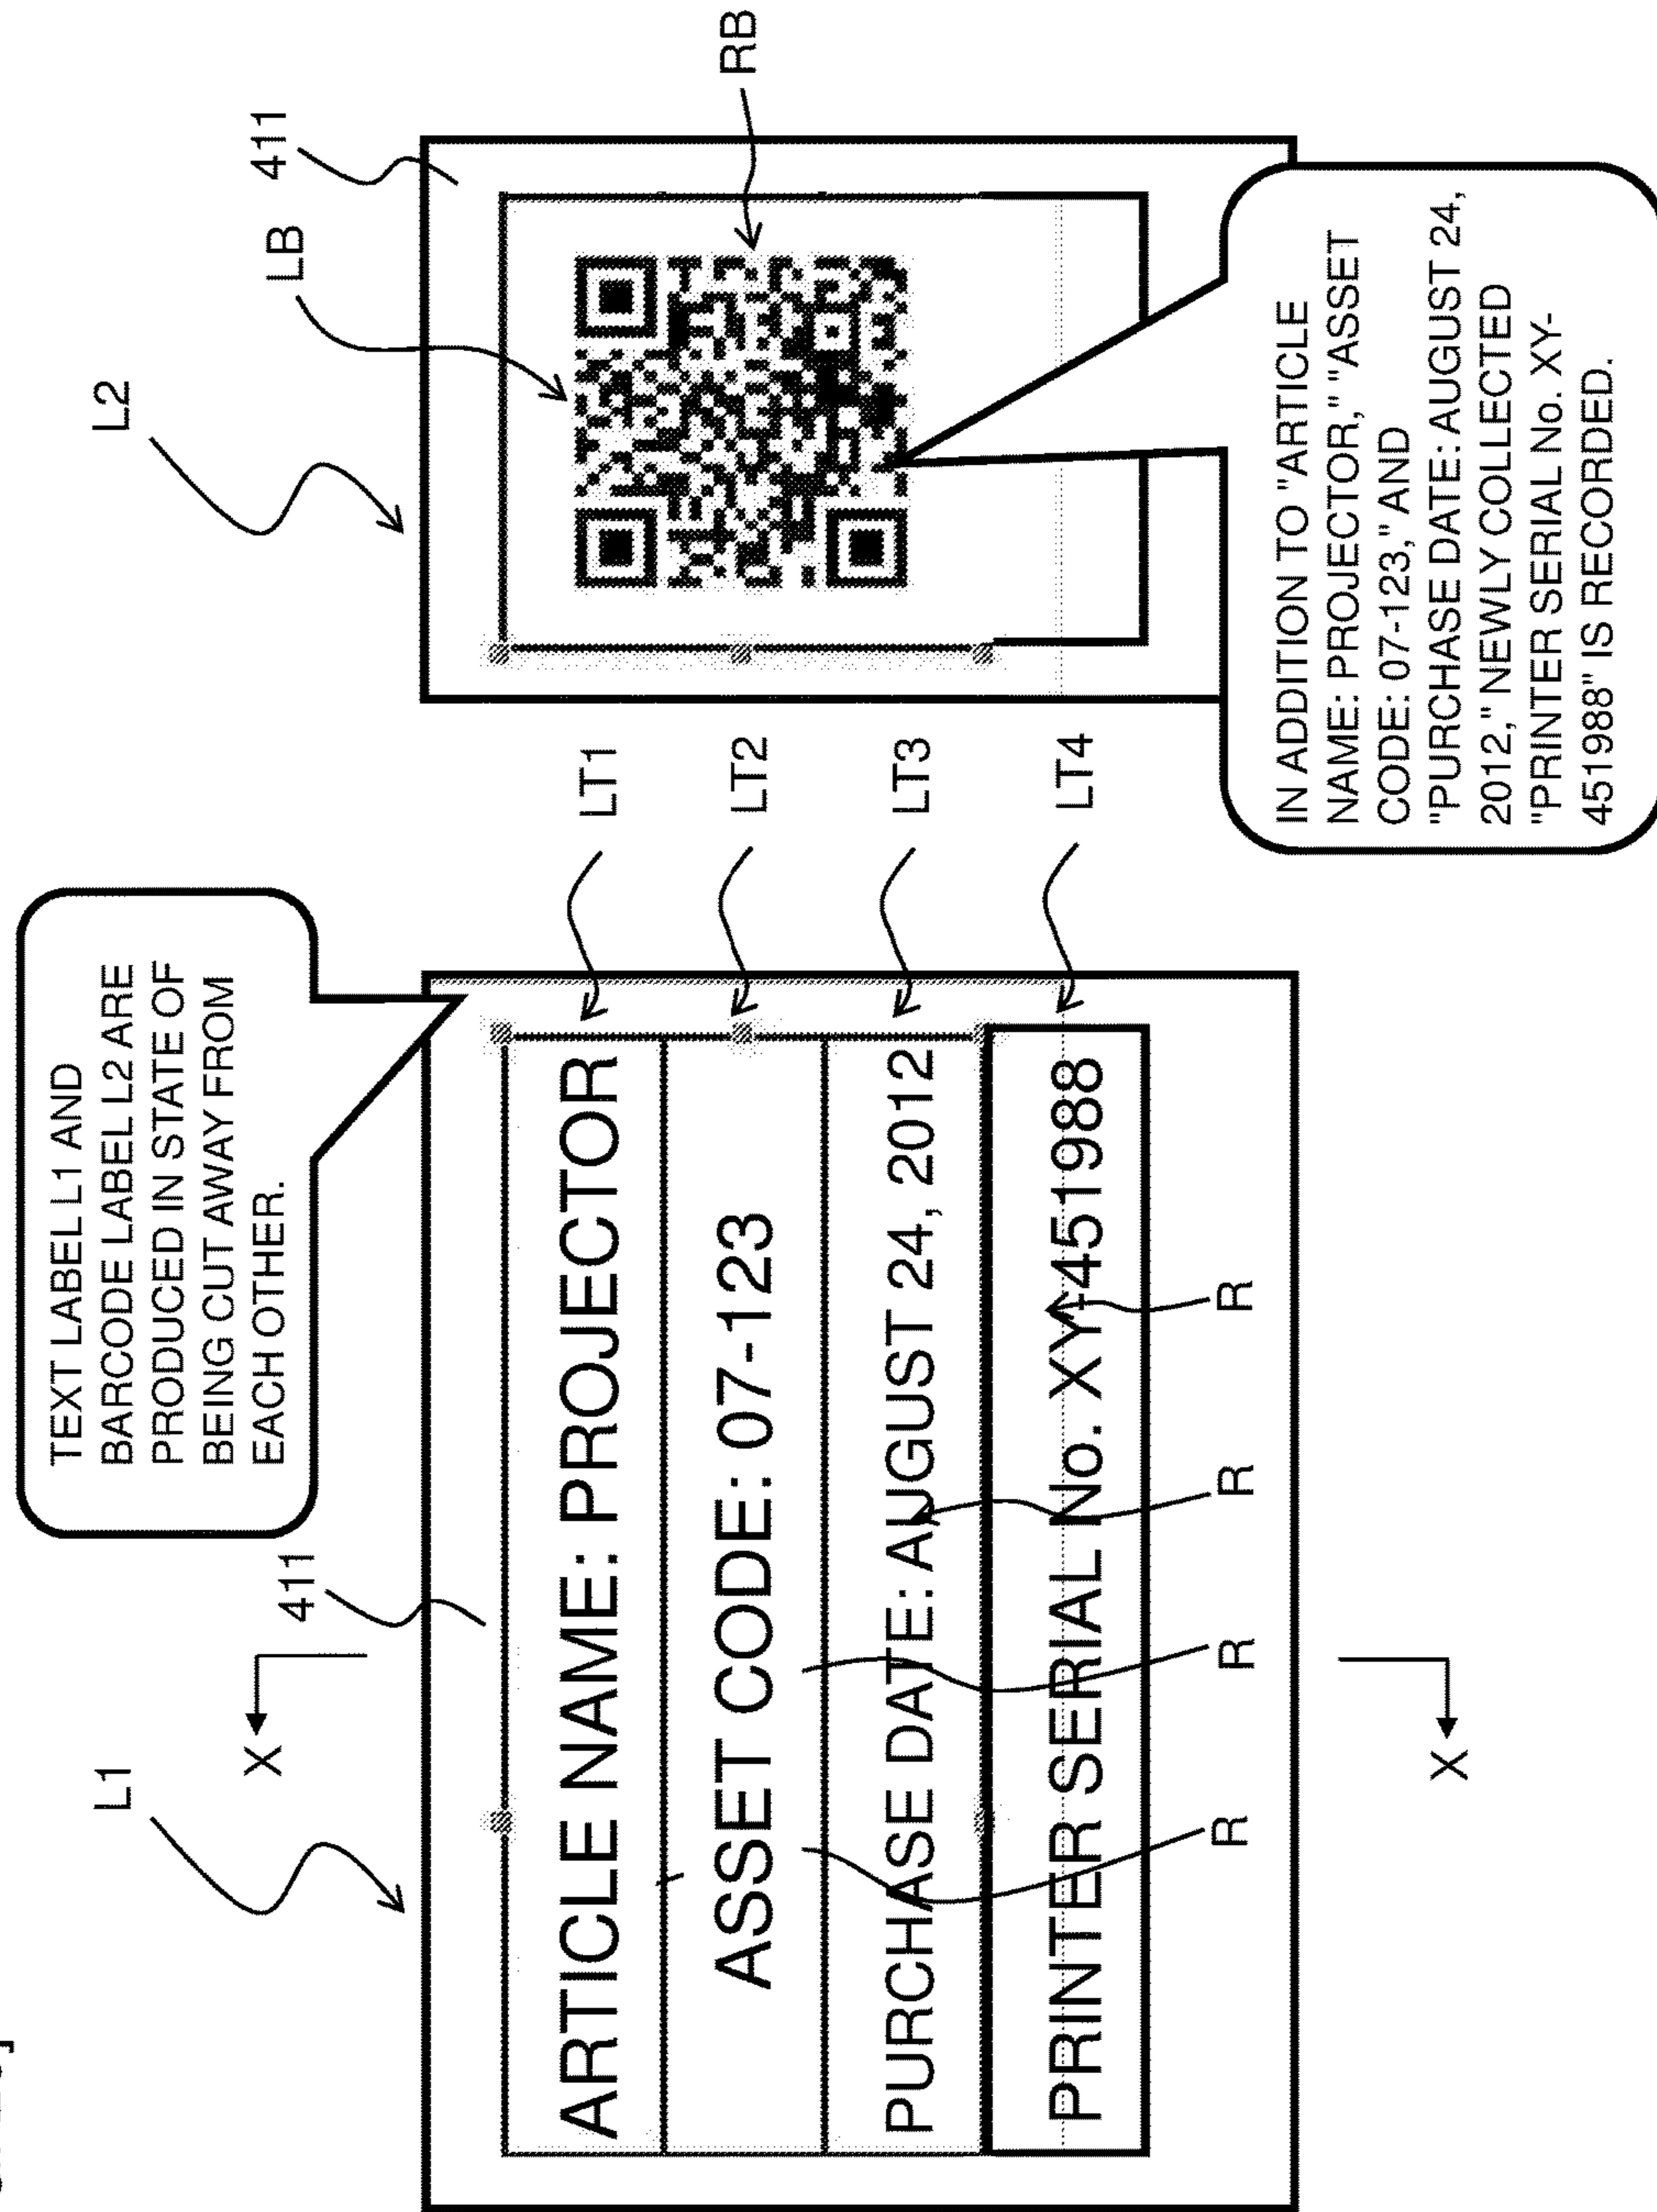 TEXT LABEL L1 AND
BARCODE LABEL L2 ARE
PRODUCED IN STATE OF
BEING CUT AWAY FROM
EACH OTHER.
L1
L2
X
411
LB
411
RB
ARTICLE NAME: PROJECTOR
LT1
ASSET CODE: 07-123
LT2
PURCHASE DATE: AUGUST 24, 2012
LT3
PRINTER SERIAL No. XY-451988
LT4
R
R
R
R
X
IN ADDITION TO "ARTICLE
NAME: PROJECTOR," "ASSET
CODE: 07-123," AND
"PURCHASE DATE: AUGUST 24,
2012," NEWLY COLLECTED
"PRINTER SERIAL No. XY-
451988" IS RECORDED.